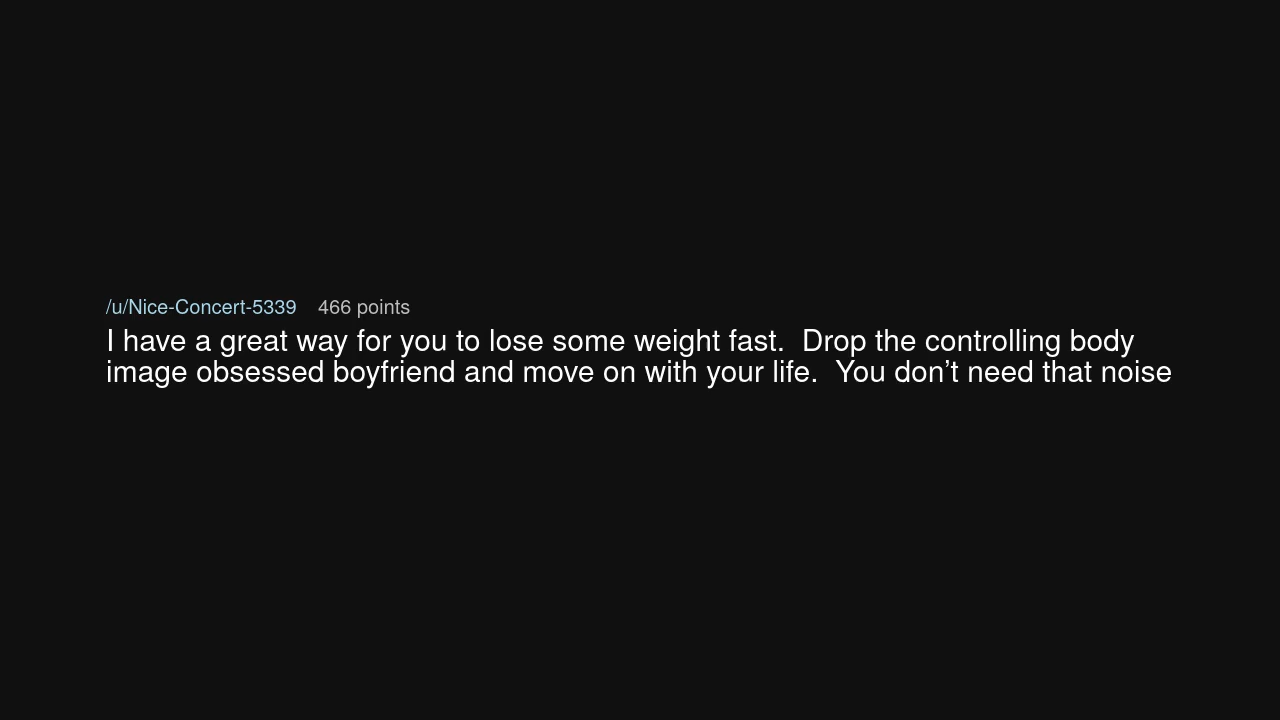 /u/Nice-Concert-5339 466 points
I have a great way for you to lose some weight fast.  Drop the controlling body
image obsessed boyfriend and move on with your life.  You don’t need that noise